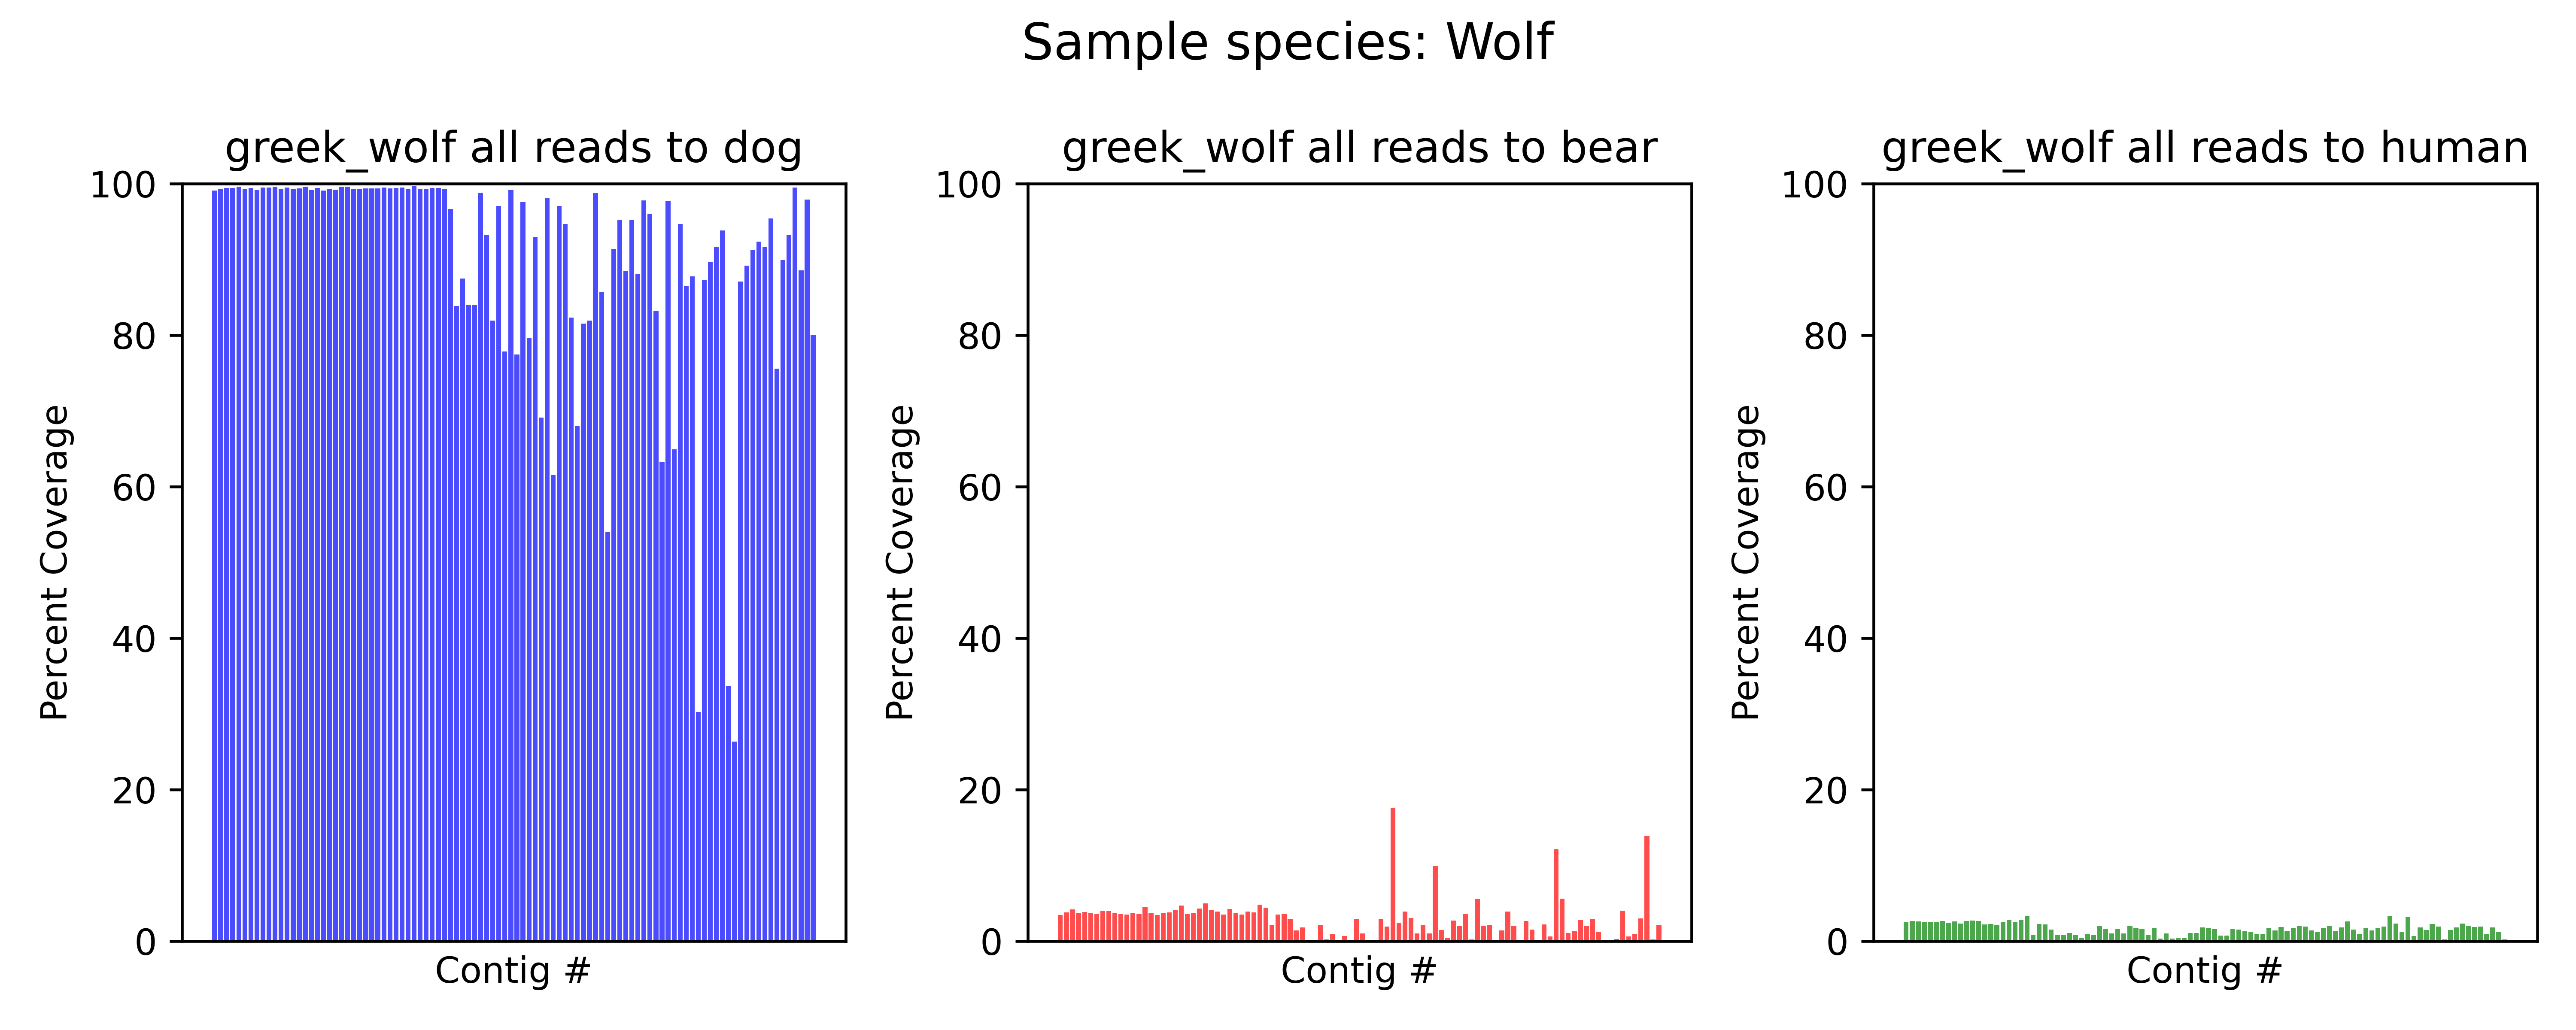 Sample species: Wolf
greek_wolf all reads to dog
100
80
60
40
20
0
Percent Coverage
Contig #
greek_wolf all reads to bear
100
80
60
40
20
0
Percent Coverage
Contig #
greek_wolf all reads to human
100
80
60
40
20
0
Percent Coverage
Contig #